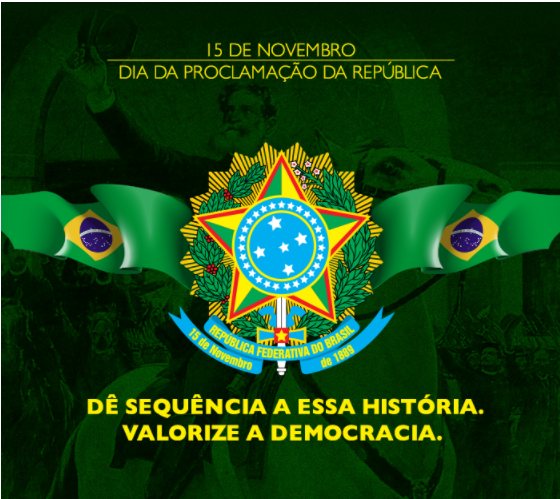 15 DE NOVEMBRO
DIA DA PROCLAMAÇÃO DA REPÚBLICA
REPÚBLICA FEDERATIVA DO BRASIL
15 de Novembro
de 1889
DÊ SEQUÊNCIA A ESSA HISTÓRIA.
VALORIZE A DEMOCRACIA.